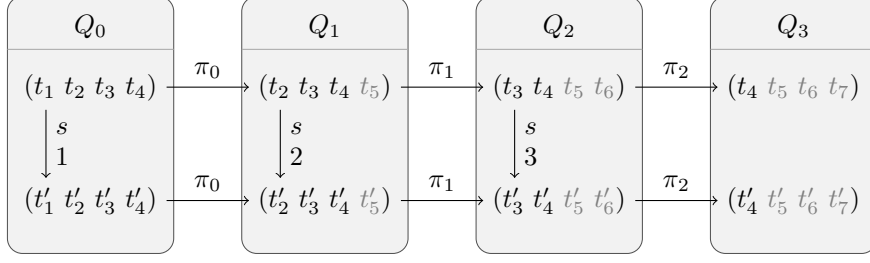 Q₀ Q₁ Q₂ Q₃
(t₁ t₂ t₃ t₄) π₀ (t₂ t₃ t₄ t₅) π₁ (t₃ t₄ t₅ t₆) π₂ (t₄ t₅ t₆ t₇)
s s s
1 2 3
(t′₁ t′₂ t′₃ t′₄) π₀ (t′₂ t′₃ t′₄ t′₅) π₁ (t′₃ t′₄ t′₅ t′₆) π₂ (t′₄ t′₅ t′₆ t′₇)